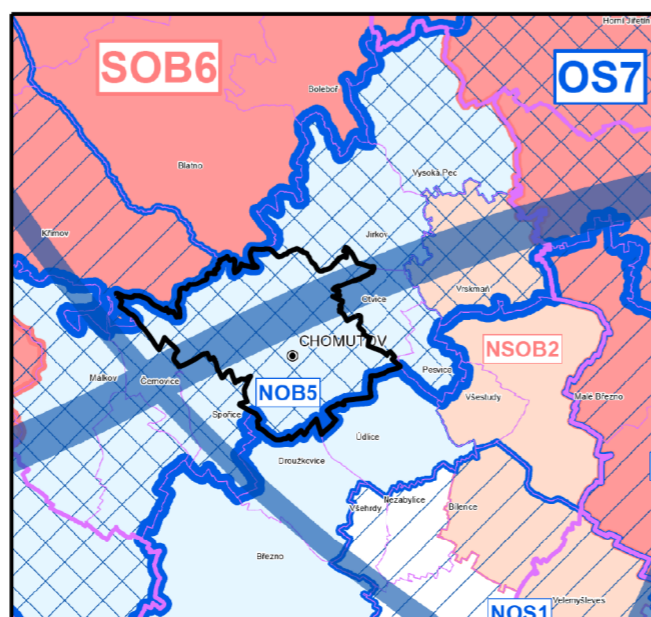 Horní Jiřetín
SOB6
OS7
Boleboř
Blatno
Vysoká Pec
Křimov
Jirkov
Otvice
Vrskmaň
CHOMUTOV
NSOB2
Málkov
Černovice
Pesvice
NOB5
Všestudy
Malé Březno
Spořice
Údlice
Droužkovice
Nezabylice
Všehrdy
Bílence
Březno
Velemyšleves
NOS1